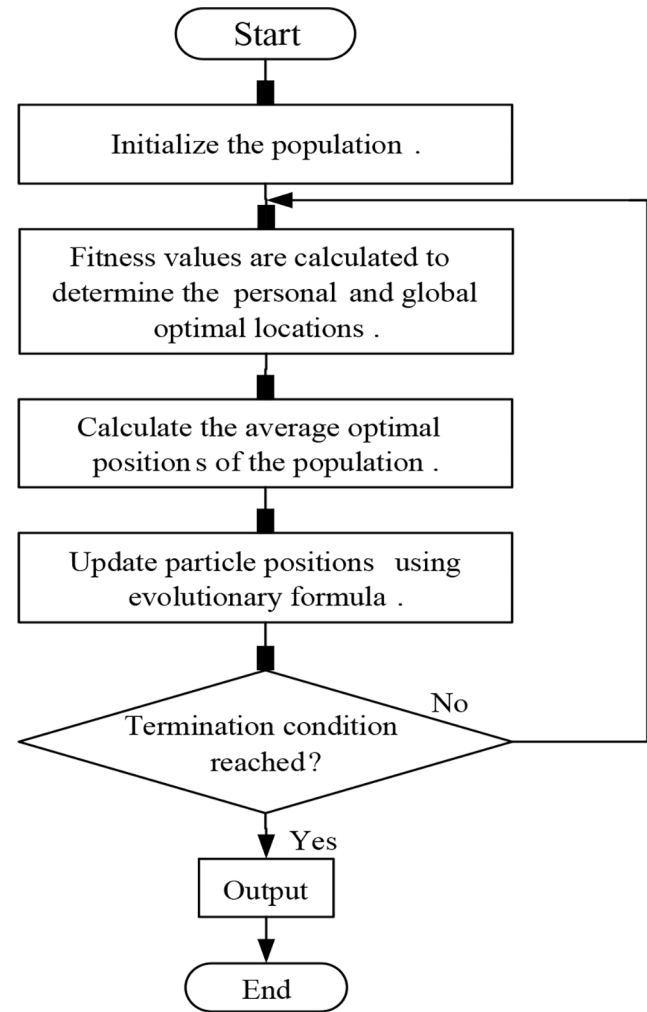 Start
Initialize the population .
Fitness values are calculated to
determine the personal and global
optimal locations .
Calculate the average optimal
positions of the population .
Update particle positions using
evolutionary formula .
No
Termination condition
reached?
Yes
Output
End